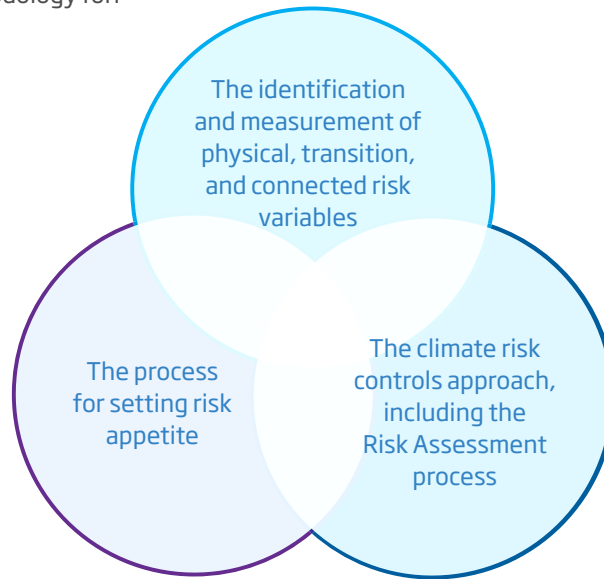 The identification
and measurement of
physical, transition,
and connected risk
variables
The process
for setting risk
appetite
The climate risk
controls approach,
including the
Risk Assessment
process